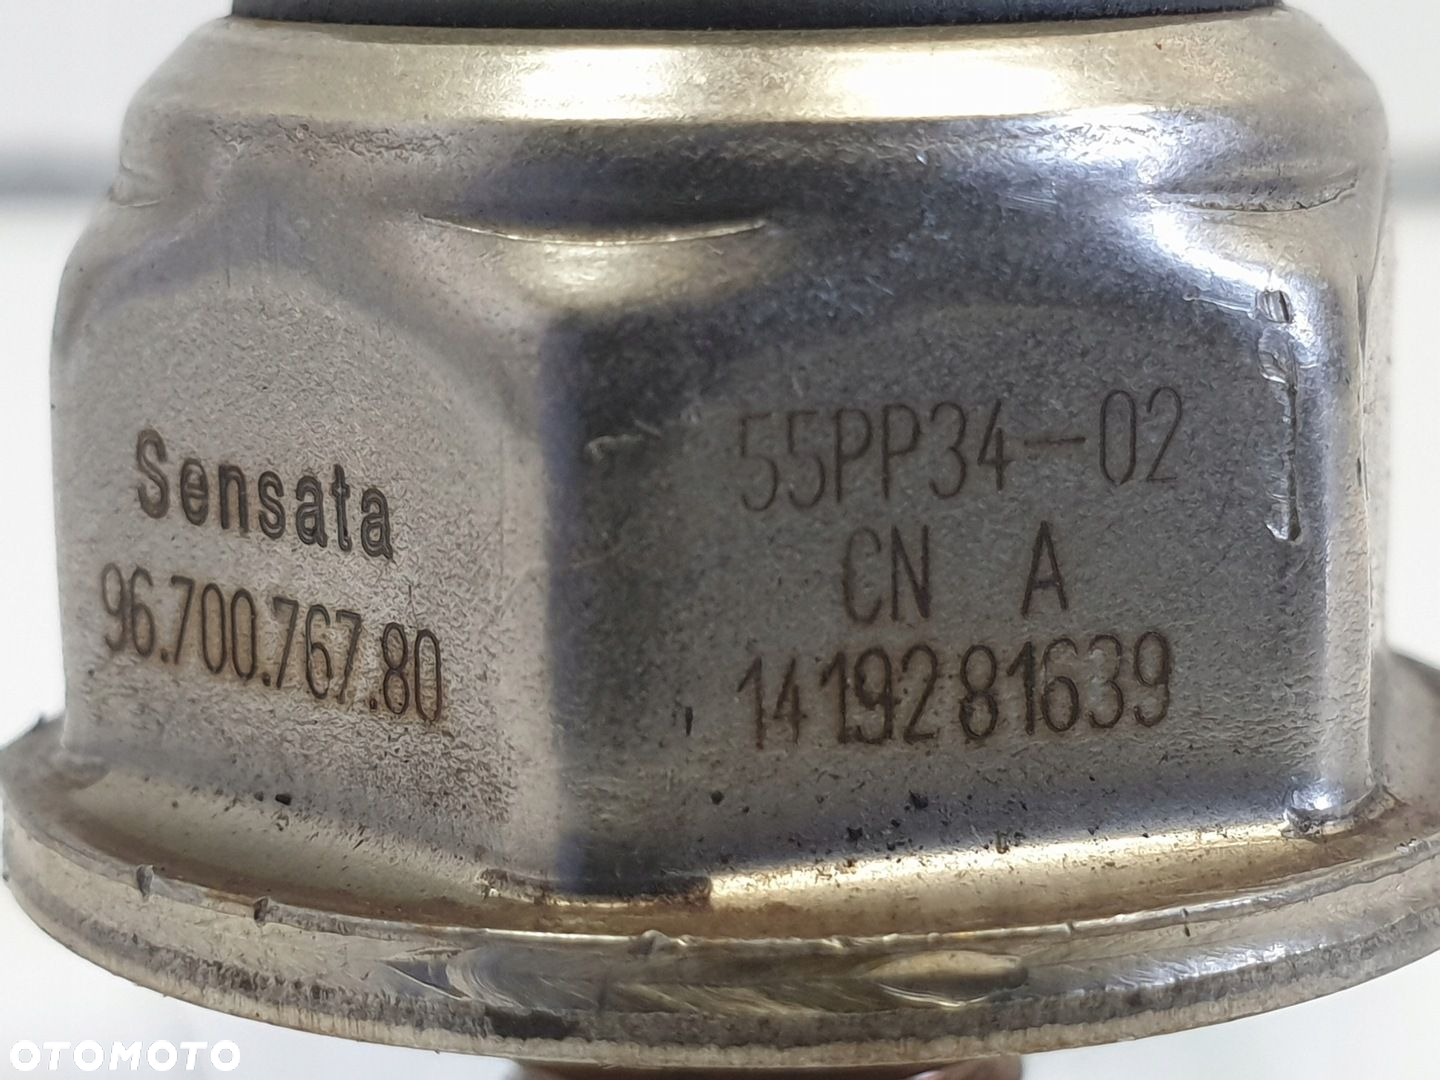 Sensata
96.700.767.80
55PP34-02
CN A
1419281639
OTOMOTO